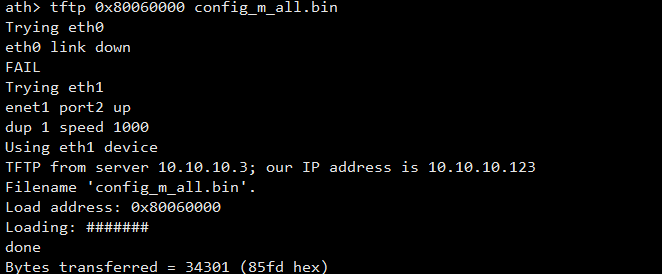 ath> tftp 0x80060000 config_m_all.bin
Trying eth0
eth0 link down
FAIL
Trying eth1
enet1 port2 up
dup 1 speed 1000
Using eth1 device
TFTP from server 10.10.10.3; our IP address is 10.10.10.123
Filename 'config_m_all.bin'.
Load address: 0x80060000
Loading: #######
done
Bytes transferred = 34301 (85fd hex)